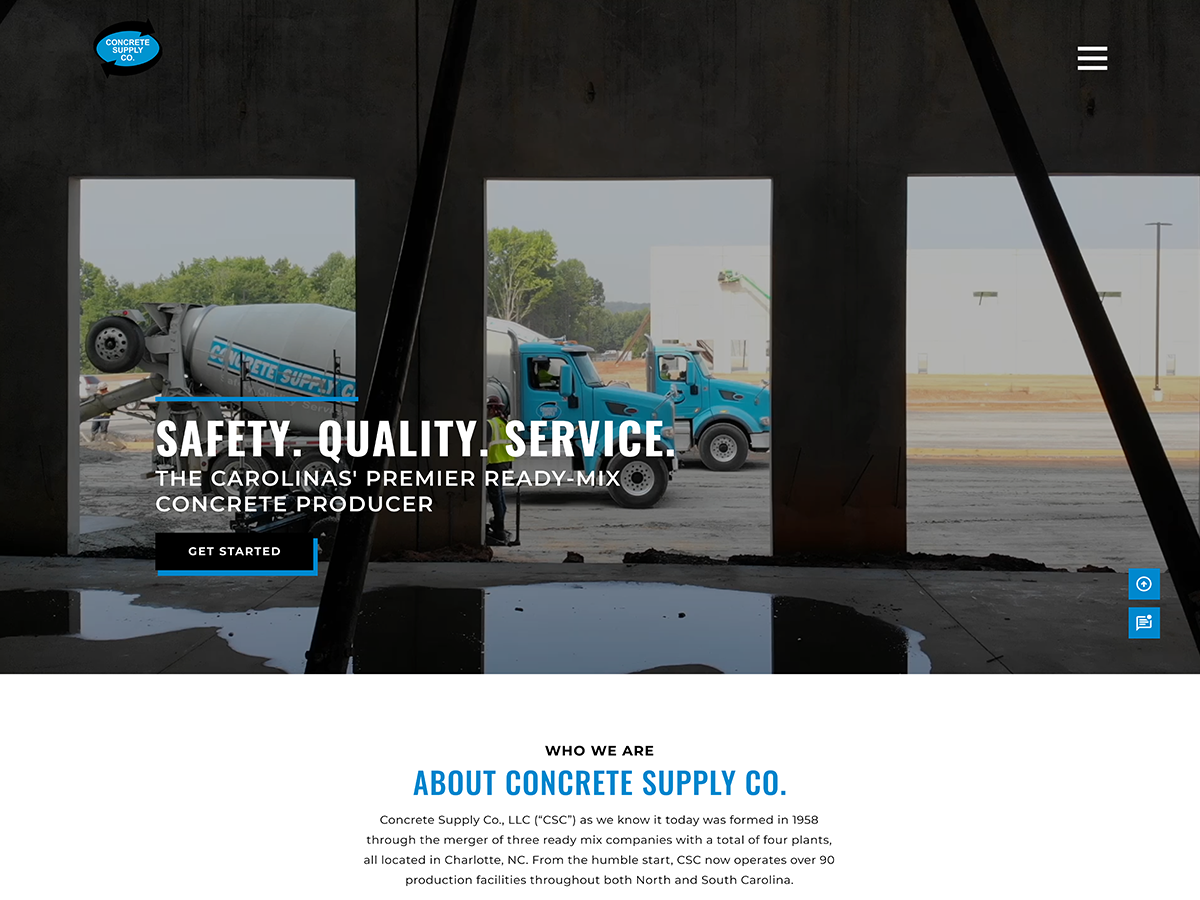 CONCRETE
SUPPLY
CO.
CONCRETE SUPPLY C
SAFETY. QUALITY. SERVICE.
THE CAROLINAS' PREMIER READY-MIX
CONCRETE PRODUCER
GET STARTED
WHO WE ARE
ABOUT CONCRETE SUPPLY CO.
Concrete Supply Co., LLC (“CSC”) as we know it today was formed in 1958
through the merger of three ready mix companies with a total of four plants,
all located in Charlotte, NC. From the humble start, CSC now operates over 90
production facilities throughout both North and South Carolina.